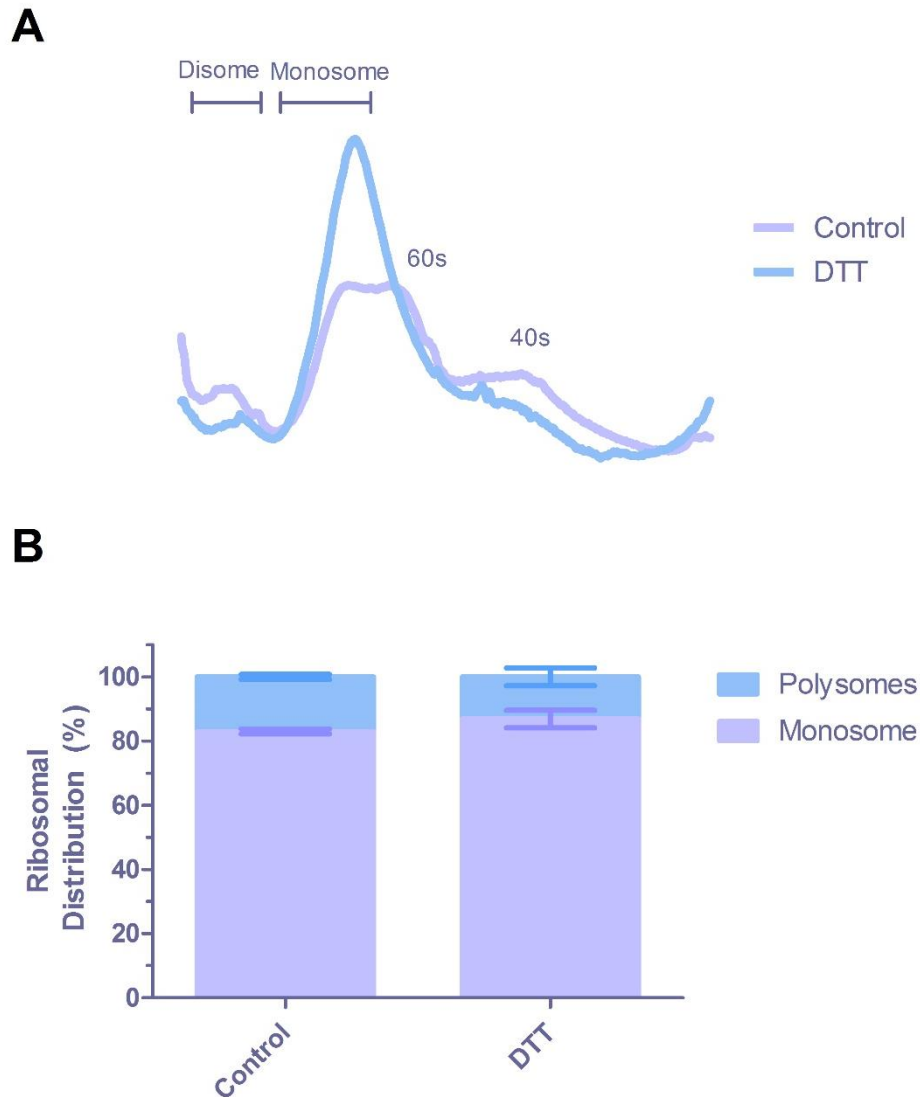 A
Disome Monosome
60s
40s
Control
DTT
B
Ribosomal
Distribution (%)
100
80
60
40
20
0
Control
DTT
Polysomes
Monosome